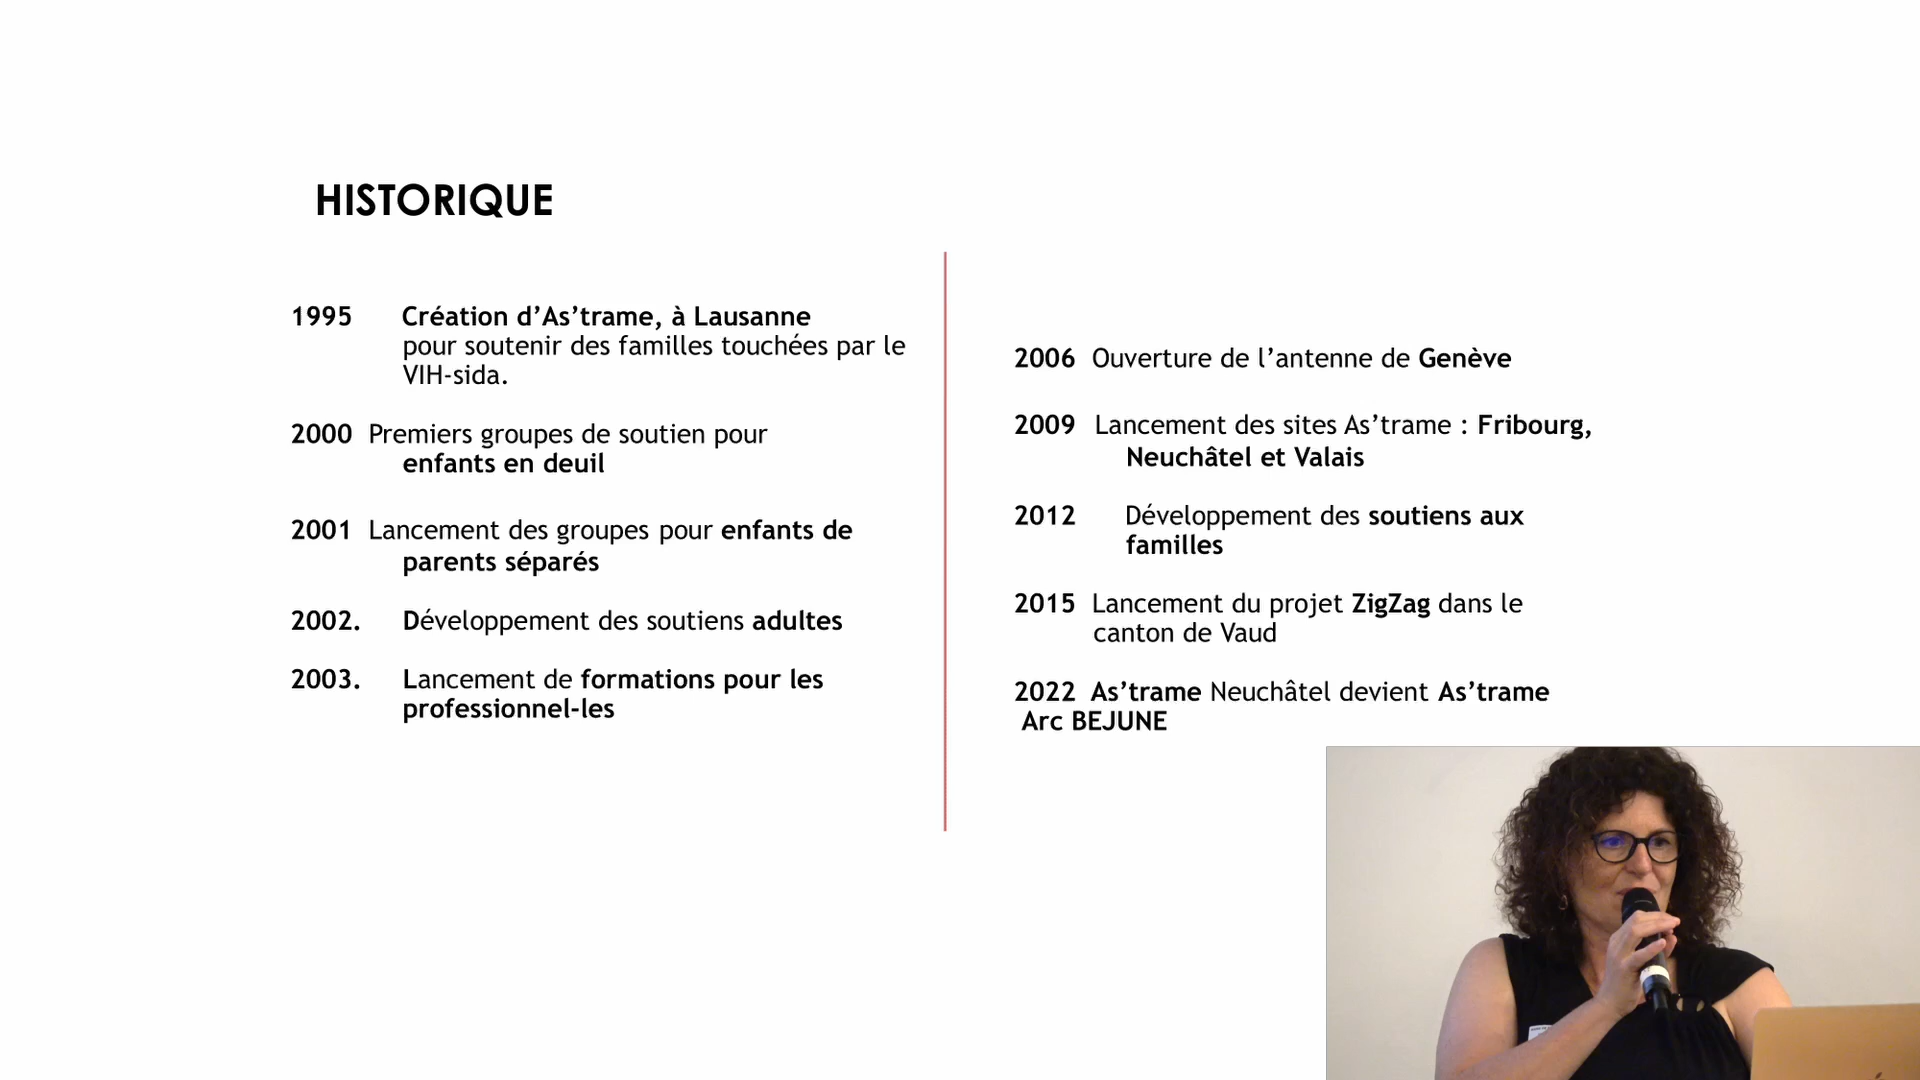 HISTORIQUE
1995 Création d’As’trame, à Lausanne
pour soutenir des familles touchées par le
VIH-sida.
2000 Premiers groupes de soutien pour
enfants en deuil
2001 Lancement des groupes pour enfants de
parents séparés
2002. Développement des soutiens adultes
2003. Lancement de formations pour les
professionnel-les
2006 Ouverture de l’antenne de Genève
2009 Lancement des sites As’trame : Fribourg,
Neuchâtel et Valais
2012 Développement des soutiens aux
familles
2015 Lancement du projet ZigZag dans le
canton de Vaud
2022 As’trame Neuchâtel devient As’trame
Arc BEJUNE